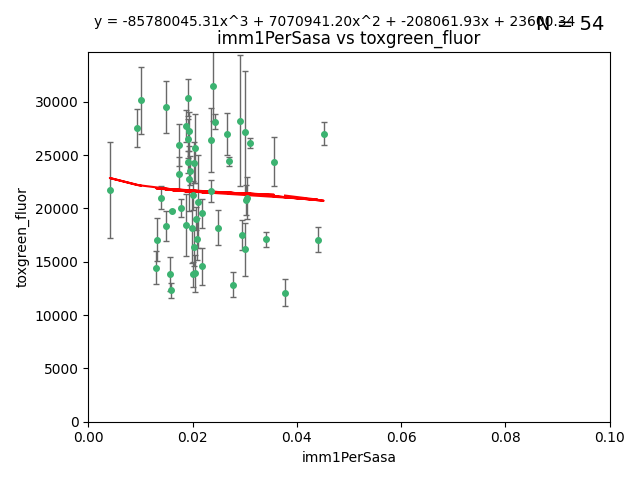 y = -85780045.31x^3 + 7070941.20x^2 + -208061.93x + 23600.34
N = 54
imm1PerSasa vs toxgreen_fluor
30000
25000
20000
15000
10000
5000
0
toxgreen_fluor
0.00 0.02 0.04 0.06 0.08 0.10
imm1PerSasa